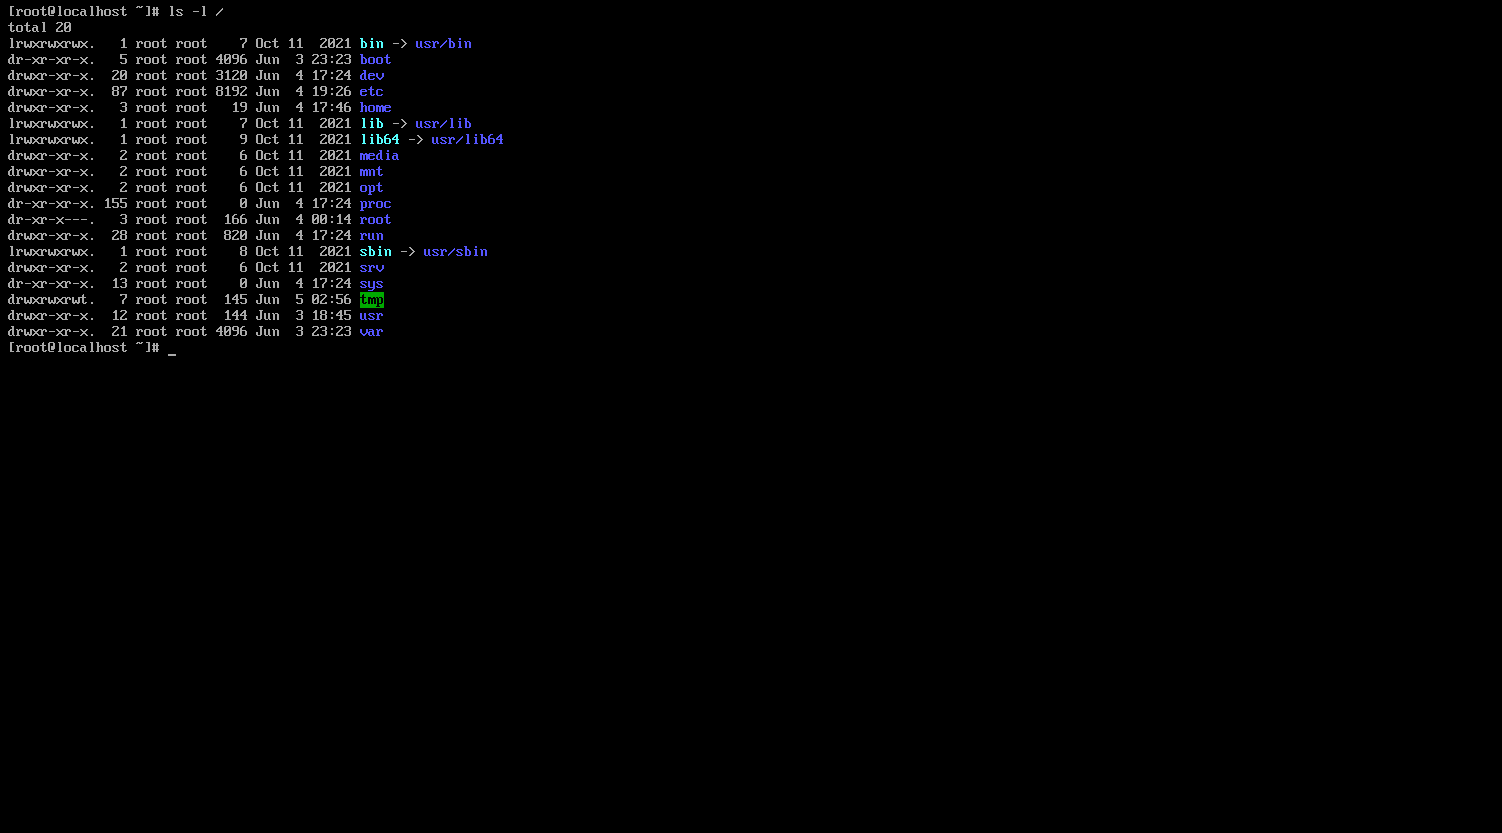 [root@localhost ~]# ls -l /
total 20
lrwxrwxrwx.   1 root root    7 Oct 11  2021 bin -> usr/bin
dr-xr-xr-x.   5 root root 4096 Jun  3 23:23 boot
drwxr-xr-x.  20 root root 3120 Jun  4 17:24 dev
drwxr-xr-x.  87 root root 8192 Jun  4 19:26 etc
drwxr-xr-x.   3 root root   19 Jun  4 17:46 home
lrwxrwxrwx.   1 root root    7 Oct 11  2021 lib -> usr/lib
lrwxrwxrwx.   1 root root    9 Oct 11  2021 lib64 -> usr/lib64
drwxr-xr-x.   2 root root    6 Oct 11  2021 media
drwxr-xr-x.   2 root root    6 Oct 11  2021 mnt
drwxr-xr-x.   2 root root    6 Oct 11  2021 opt
dr-xr-xr-x. 155 root root    0 Jun  4 17:24 proc
dr-xr-x---.   3 root root  166 Jun  4 00:14 root
drwxr-xr-x.  28 root root  820 Jun  4 17:24 run
lrwxrwxrwx.   1 root root    8 Oct 11  2021 sbin -> usr/sbin
drwxr-xr-x.   2 root root    6 Oct 11  2021 srv
dr-xr-xr-x.  13 root root    0 Jun  4 17:24 sys
drwxrwxrwt.   7 root root  145 Jun  5 02:56 tmp
drwxr-xr-x.  12 root root  144 Jun  3 18:45 usr
drwxr-xr-x.  21 root root 4096 Jun  3 23:23 var
[root@localhost ~]# _